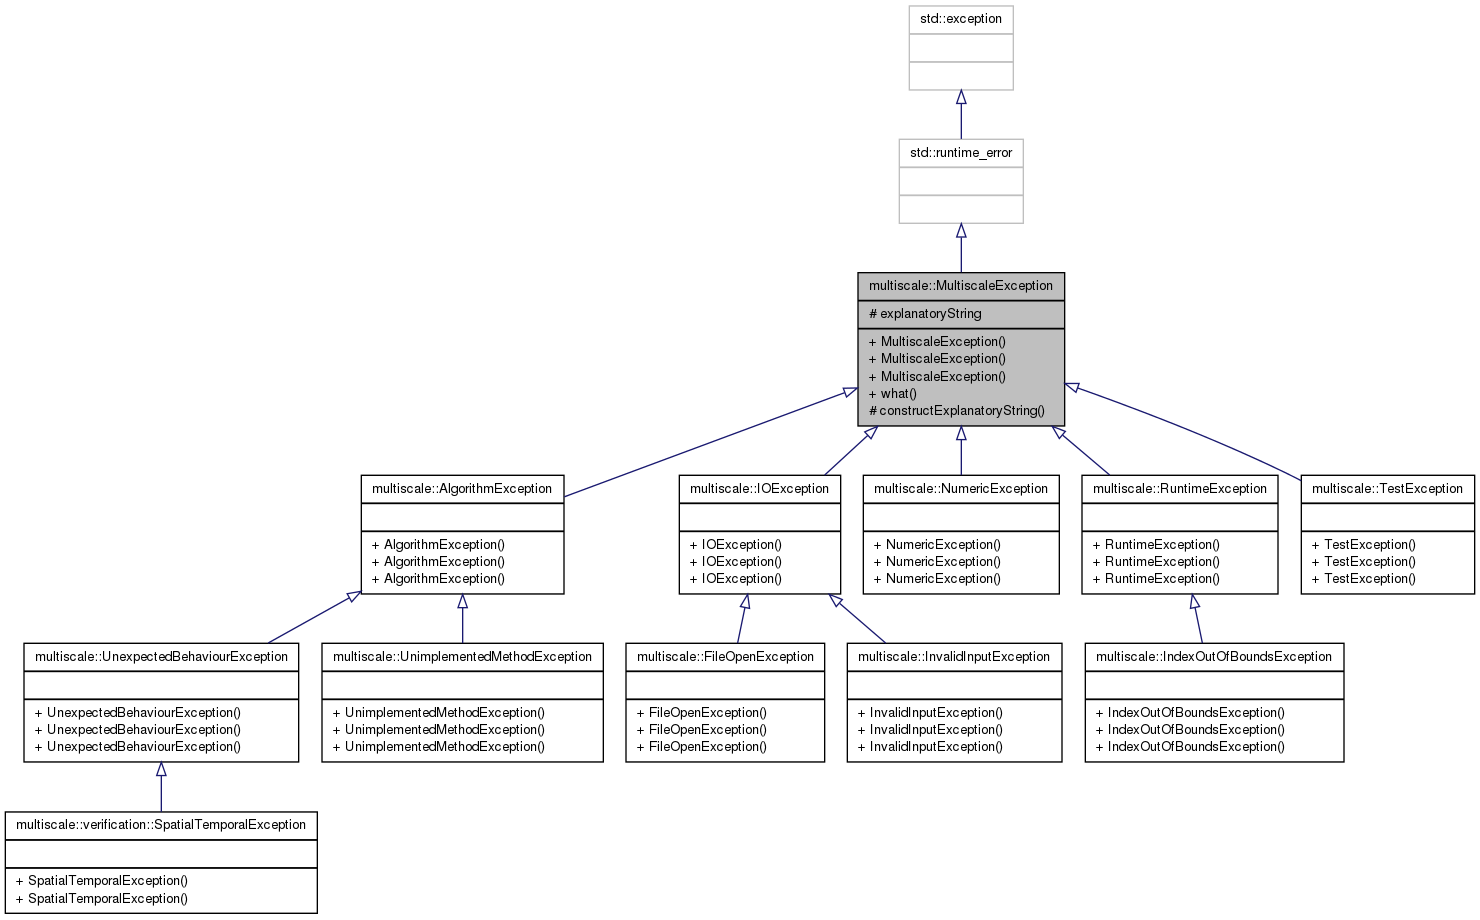 std::exception
std::runtime_error
multiscale::MultiscaleException
# explanatoryString
+ MultiscaleException()
+ MultiscaleException()
+ MultiscaleException()
+ what()
# constructExplanatoryString()
multiscale::AlgorithmException
+ AlgorithmException()
+ AlgorithmException()
+ AlgorithmException()
multiscale::IOException
+ IOException()
+ IOException()
+ IOException()
multiscale::NumericException
+ NumericException()
+ NumericException()
+ NumericException()
multiscale::RuntimeException
+ RuntimeException()
+ RuntimeException()
+ RuntimeException()
multiscale::TestException
+ TestException()
+ TestException()
+ TestException()
multiscale::UnexpectedBehaviourException
+ UnexpectedBehaviourException()
+ UnexpectedBehaviourException()
+ UnexpectedBehaviourException()
multiscale::UnimplementedMethodException
+ UnimplementedMethodException()
+ UnimplementedMethodException()
+ UnimplementedMethodException()
multiscale::FileOpenException
+ FileOpenException()
+ FileOpenException()
+ FileOpenException()
multiscale::InvalidInputException
+ InvalidInputException()
+ InvalidInputException()
+ InvalidInputException()
multiscale::IndexOutOfBoundsException
+ IndexOutOfBoundsException()
+ IndexOutOfBoundsException()
+ IndexOutOfBoundsException()
multiscale::verification::SpatialTemporalException
+ SpatialTemporalException()
+ SpatialTemporalException()